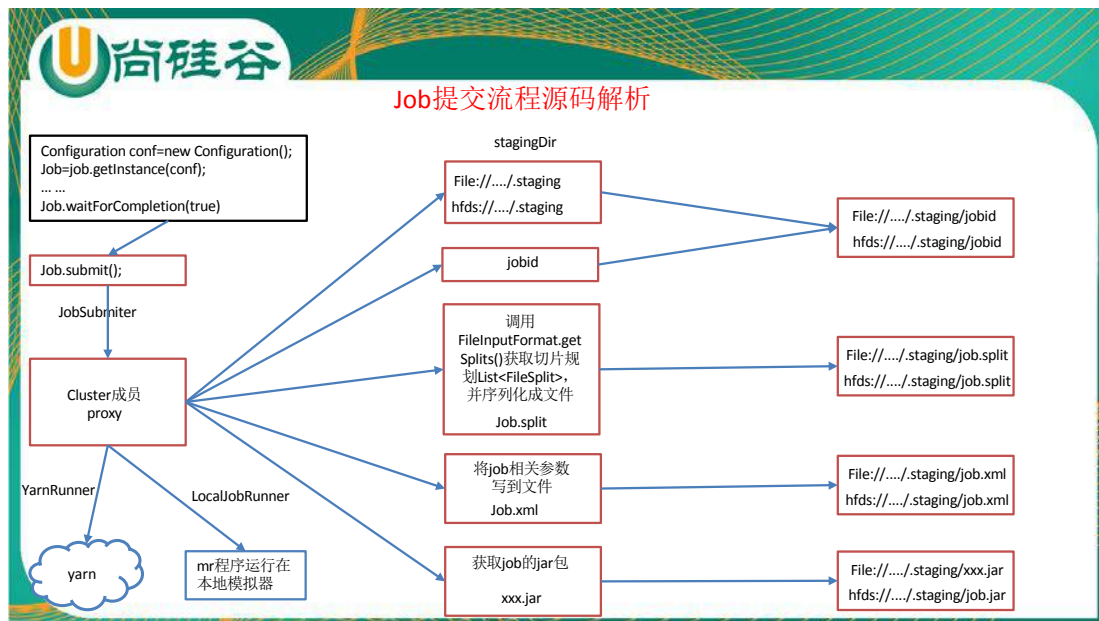 尚硅谷
Job提交流程源码解析
Configuration conf=new Configuration();
Job=job.getInstance(conf);
... ...
Job.waitForCompletion(true)
Job.submit();
JobSubmiter
Cluster成员
proxy
YarnRunner
LocalJobRunner
yarn
mr程序运行在
本地模拟器
stagingDir
File://..../.staging
hfds://..../.staging
jobid
调用
FileInputFormat.get
Splits()获取切片规
划List<FileSplit>，
并序列化成文件
Job.split
将job相关参数
写到文件
Job.xml
获取job的jar包
xxx.jar
File://..../.staging/jobid
hfds://..../.staging/jobid
File://..../.staging/job.split
hfds://..../.staging/job.split
File://..../.staging/job.xml
hfds://..../.staging/job.xml
File://..../.staging/xxx.jar
hfds://..../.staging/job.jar